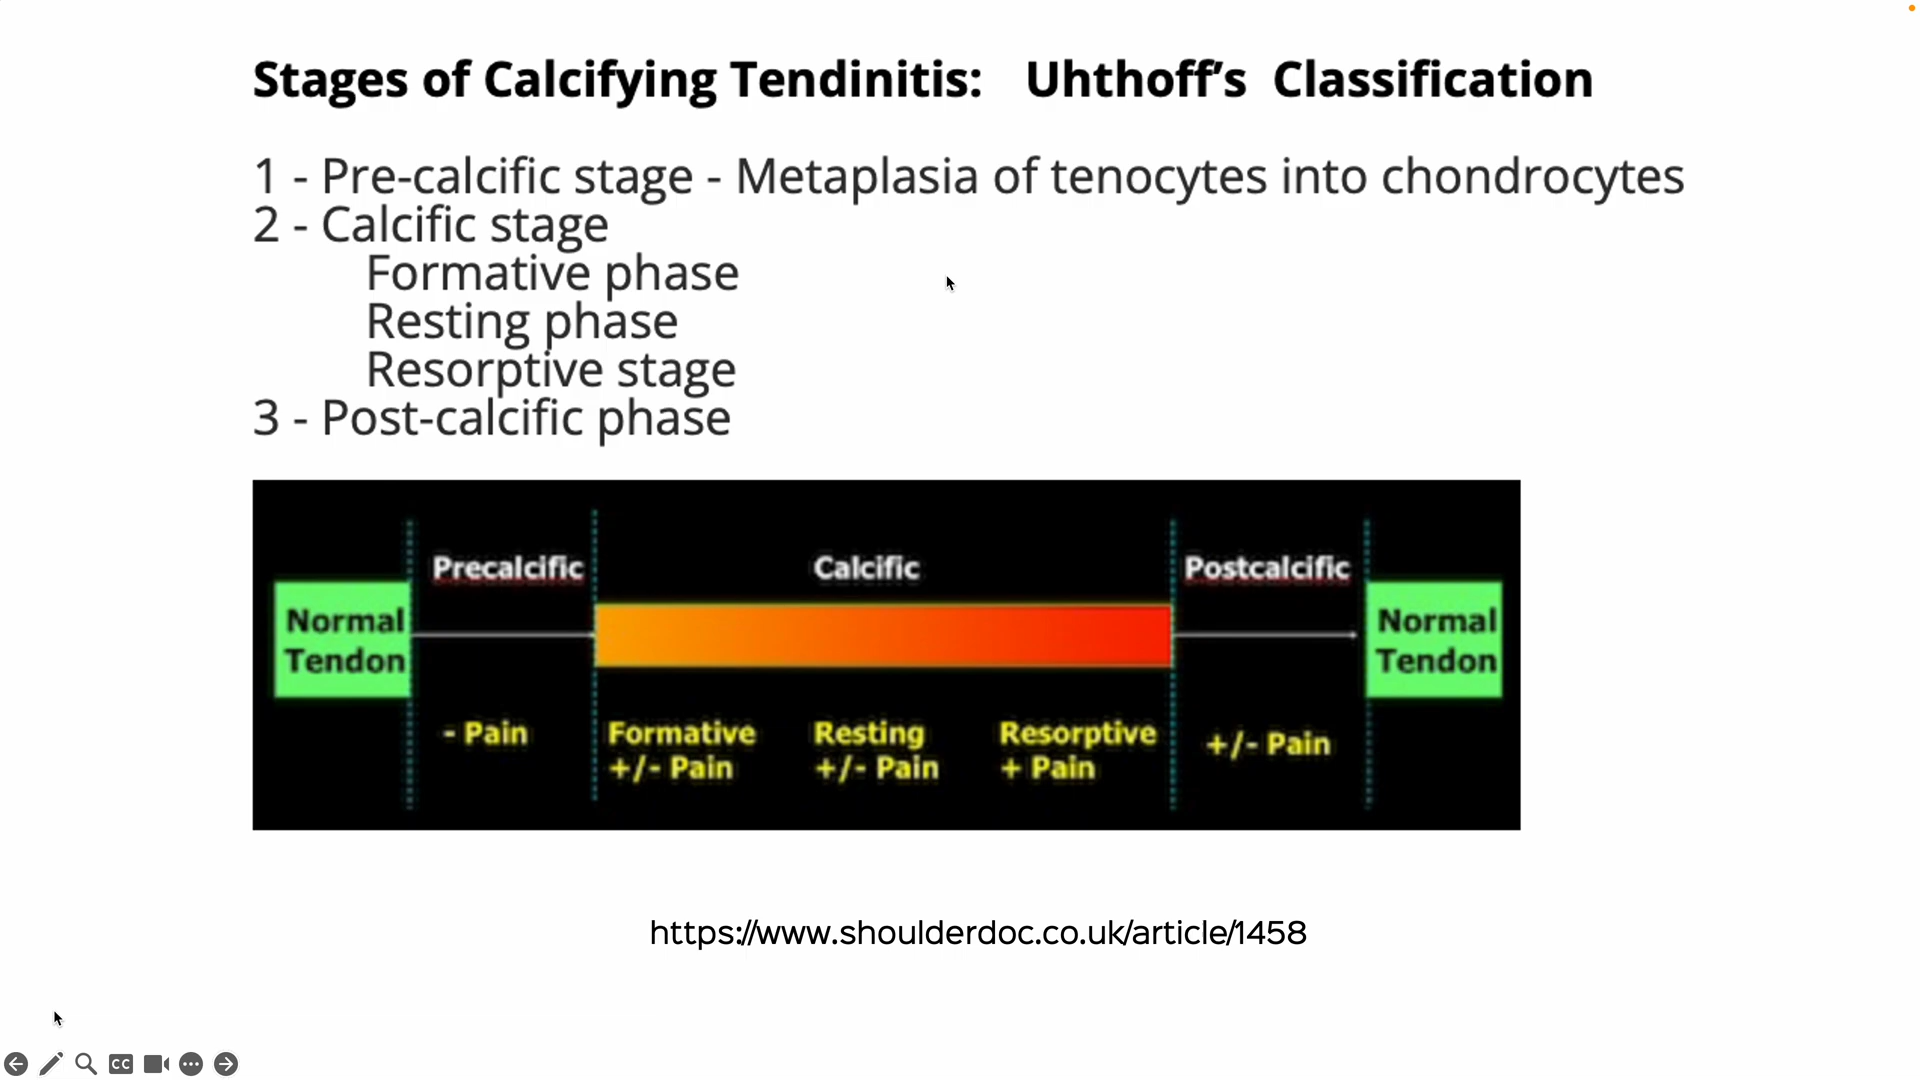 Stages of Calcifying Tendinitis: Uhthoff’s Classification
1 - Pre-calcific stage - Metaplasia of tenocytes into chondrocytes
2 - Calcific stage
Formative phase
Resting phase
Resorptive stage
3 - Post-calcific phase
Precalcific
Calcific
Postcalcific
Normal
Tendon
Normal
Tendon
- Pain
Formative
+/- Pain
Resting
+/- Pain
Resorptive
+ Pain
+/- Pain
https://www.shoulderdoc.co.uk/article/1458
CC